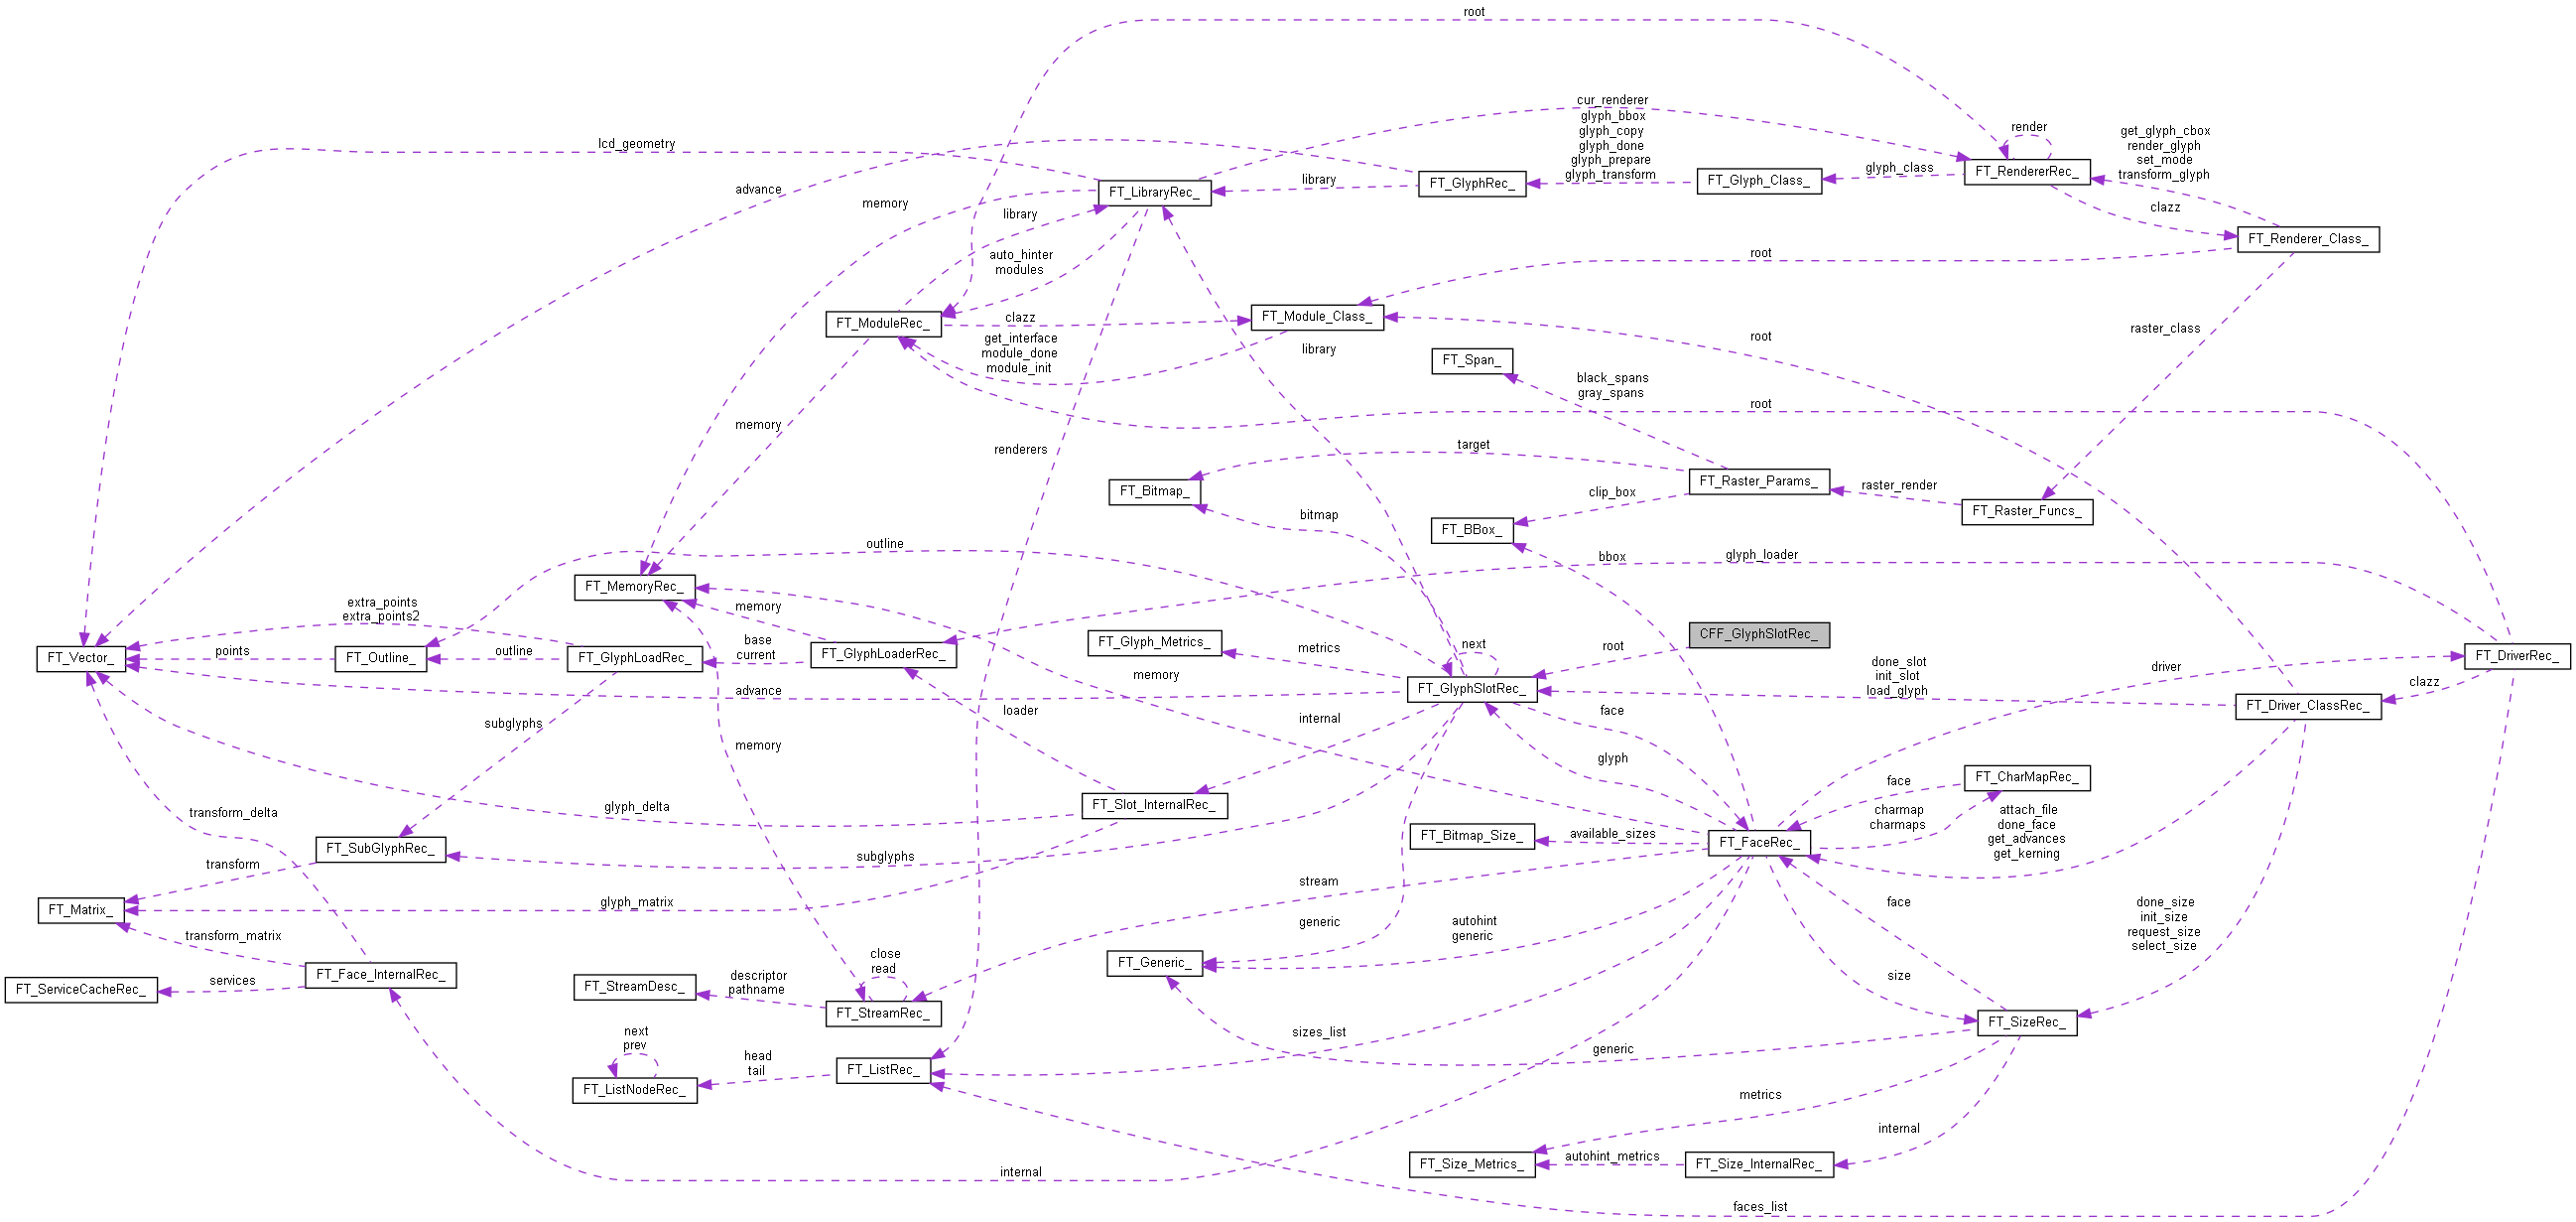 root
cur_renderer
glyph_bbox
glyph_copy
glyph_done
glyph_prepare
glyph_transform
render
get_glyph_cbox
render_glyph
set_mode
transform_glyph
lcd_geometry
advance
memory
FT_LibraryRec_
library
FT_GlyphRec_
FT_Glyph_Class_
glyph_class
FT_RendererRec_
clazz
FT_Renderer_Class_
library
auto_hinter
modules
root
FT_ModuleRec_
clazz
FT_Module_Class_
raster_class
get_interface
module_done
module_init
library
root
FT_Span_
black_spans
gray_spans
root
memory
renderers
target
FT_Bitmap_
FT_Raster_Params_
raster_render
clip_box
FT_Raster_Funcs_
bitmap
FT_BBox_
outline
bbox
glyph_loader
FT_MemoryRec_
extra_points
extra_points2
memory
FT_Vector_
points
FT_Outline_
outline
FT_GlyphLoadRec_
base
current
FT_GlyphLoaderRec_
FT_Glyph_Metrics_
metrics
next
CFF_GlyphSlotRec_
root
FT_DriverRec_
advance
memory
FT_GlyphSlotRec_
done_slot
init_slot
load_glyph
driver
clazz
FT_Driver_ClassRec_
subglyphs
loader
internal
face
memory
glyph
transform_delta
glyph_delta
FT_Slot_InternalRec_
face
FT_CharMapRec_
charmap
charmaps
attach_file
done_face
get_advances
get_kerning
FT_SubGlyphRec_
transform
subglyphs
FT_Bitmap_Size_
available_sizes
FT_FaceRec_
FT_Matrix_
glyph_matrix
stream
transform_matrix
generic
autohint
generic
face
done_size
init_size
request_size
select_size
FT_ServiceCacheRec_
services
FT_Face_InternalRec_
close
read
FT_Generic_
FT_StreamDesc_
descriptor
pathname
FT_StreamRec_
size
FT_SizeRec_
next
prev
head
tail
sizes_list
generic
FT_ListNodeRec_
FT_ListRec_
metrics
internal
internal
FT_Size_Metrics_
autohint_metrics
FT_Size_InternalRec_
faces_list